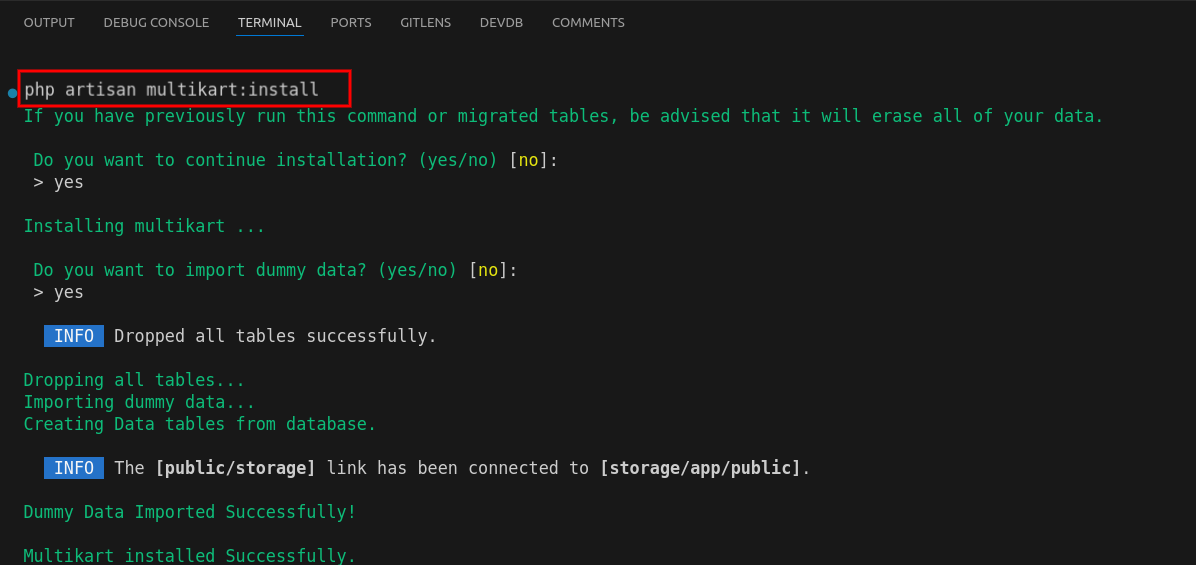 OUTPUT DEBUG CONSOLE TERMINAL PORTS GITLENS DEVDB COMMENTS
php artisan multikart:install
If you have previously run this command or migrated tables, be advised that it will erase all of your data.
Do you want to continue installation? (yes/no) [no]:
> yes
Installing multikart ...
Do you want to import dummy data? (yes/no) [no]:
> yes
INFO Dropped all tables successfully.
Dropping all tables...
Importing dummy data...
Creating Data tables from database.
INFO The [public/storage] link has been connected to [storage/app/public].
Dummy Data Imported Successfully!
Multikart installed Successfully.